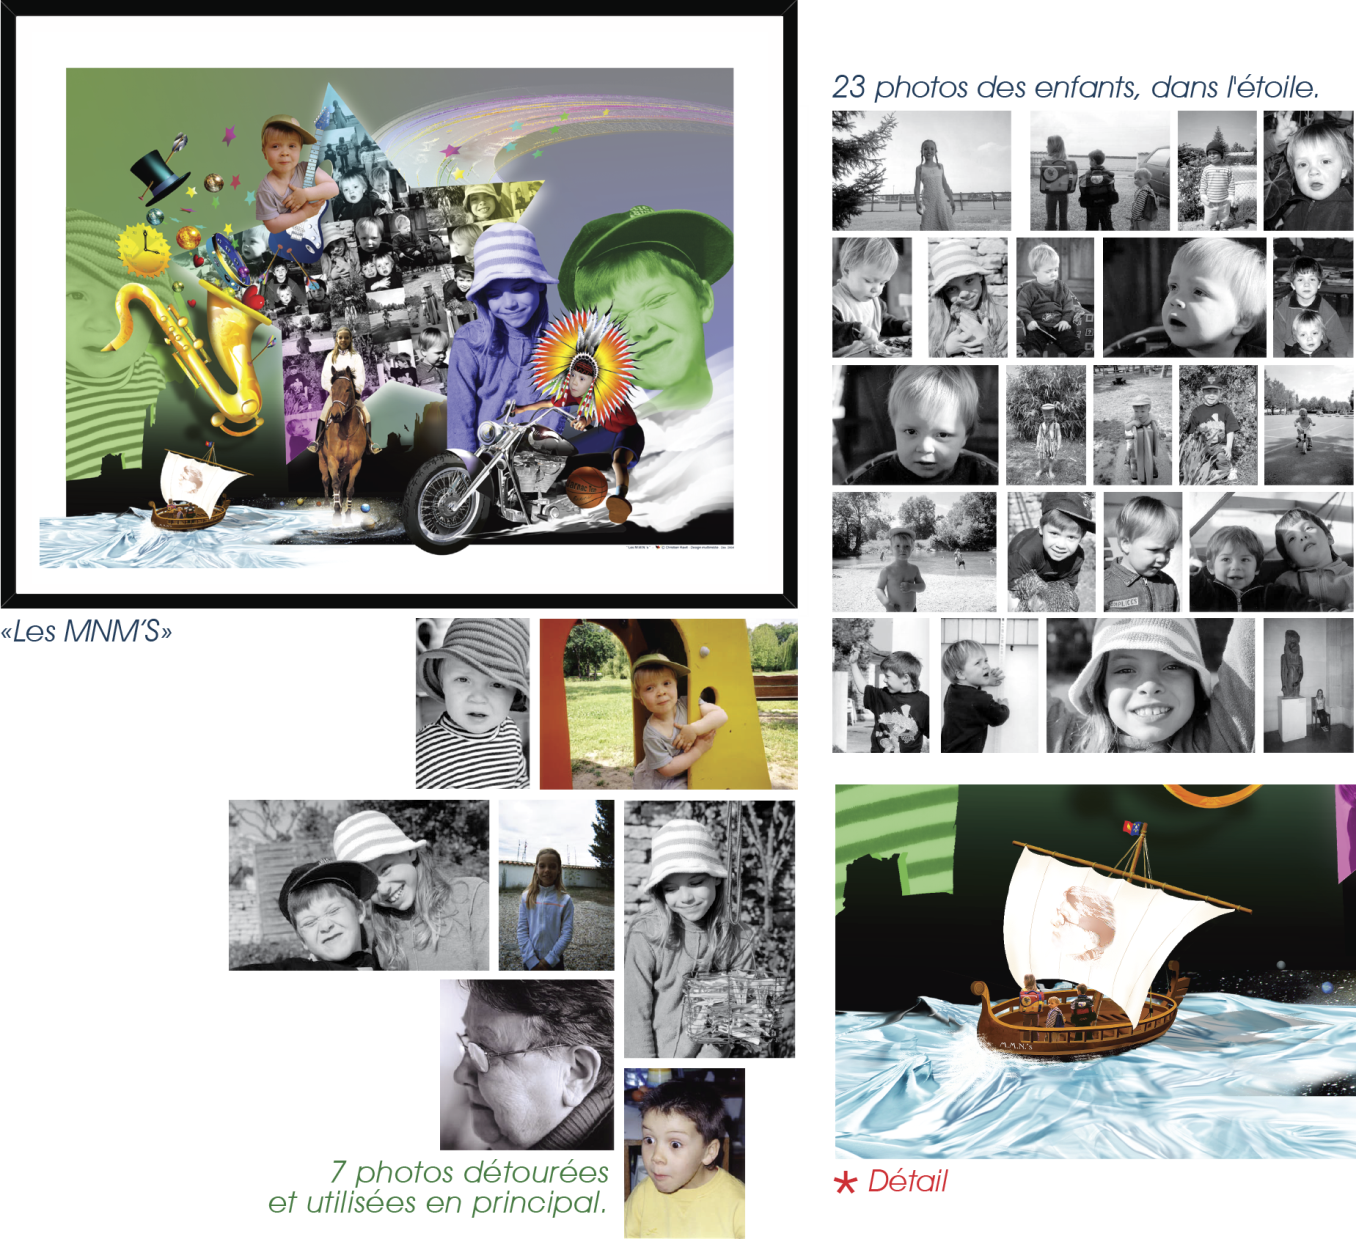 23 photos des enfants, dans l'étoile.
«Les MNM'S»
7 photos détourées
et utilisées en principal.
M.M.N.'s
* Détail